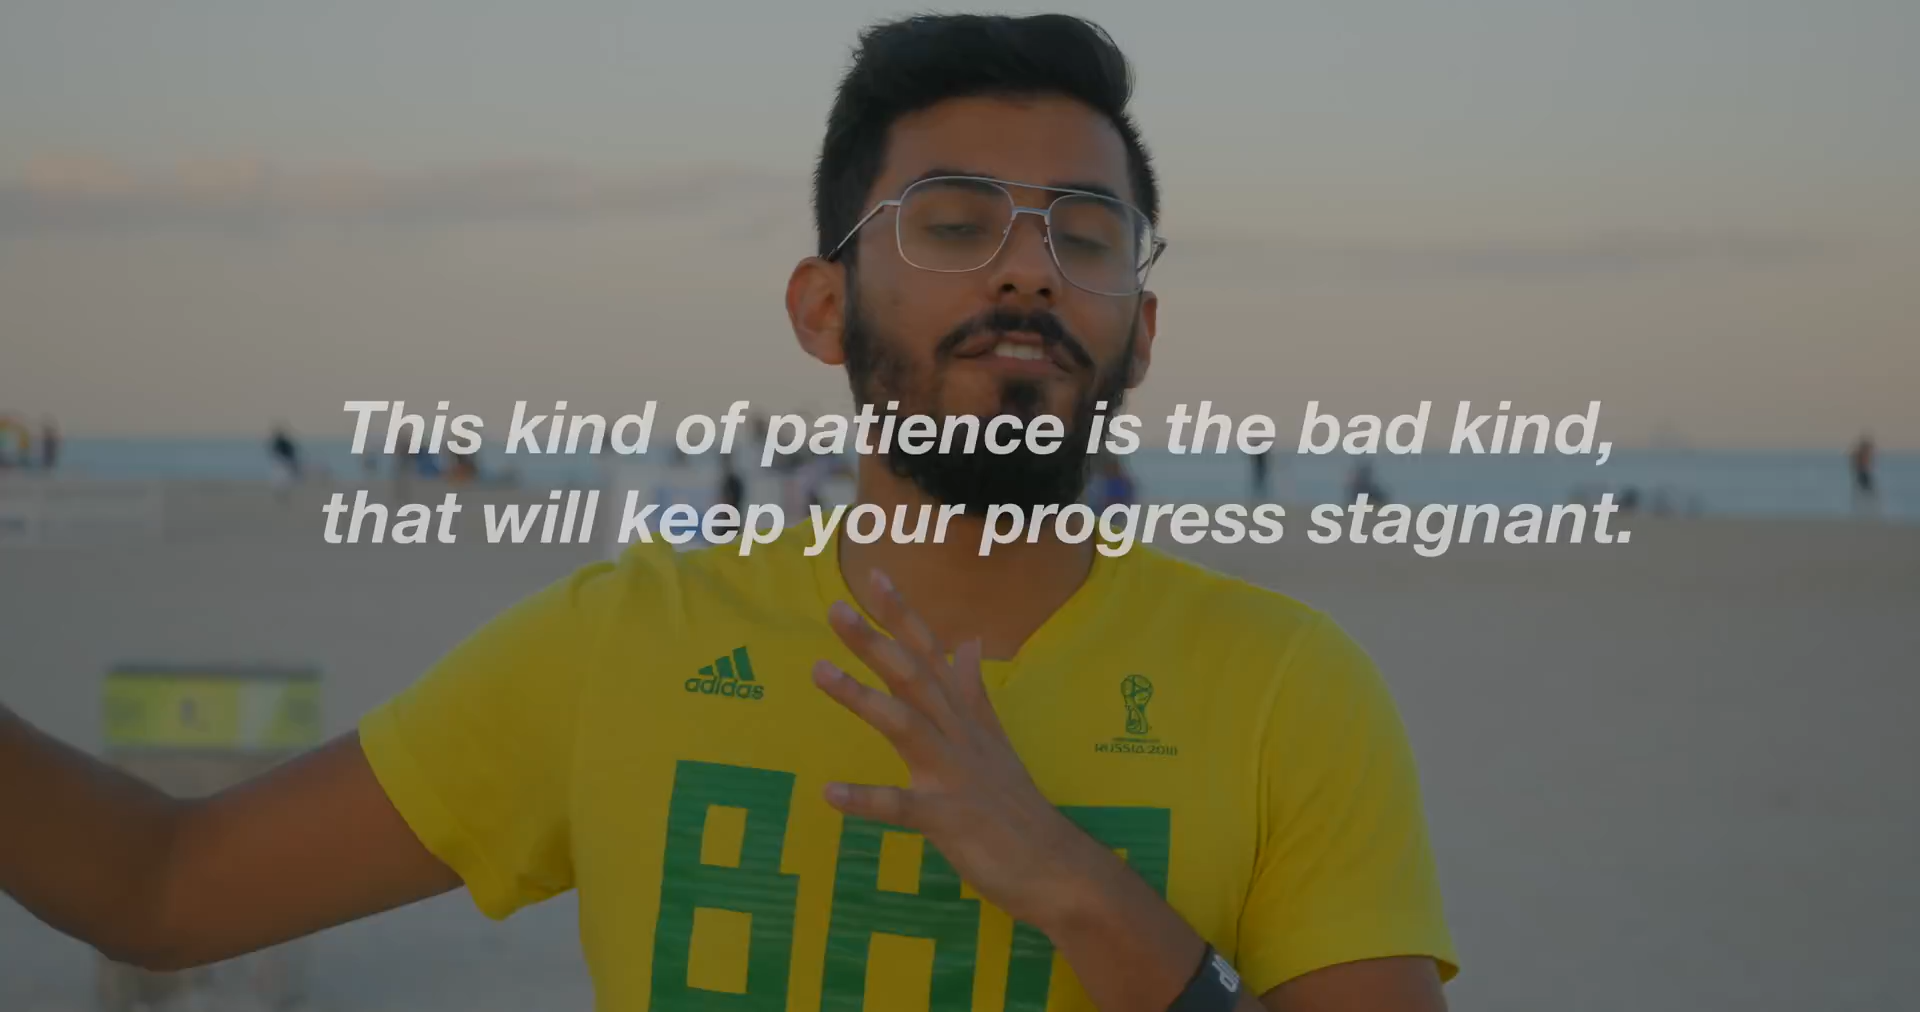 This kind of patience is the bad kind,
that will keep your progress stagnant.
adidas
RUSSIA 2018